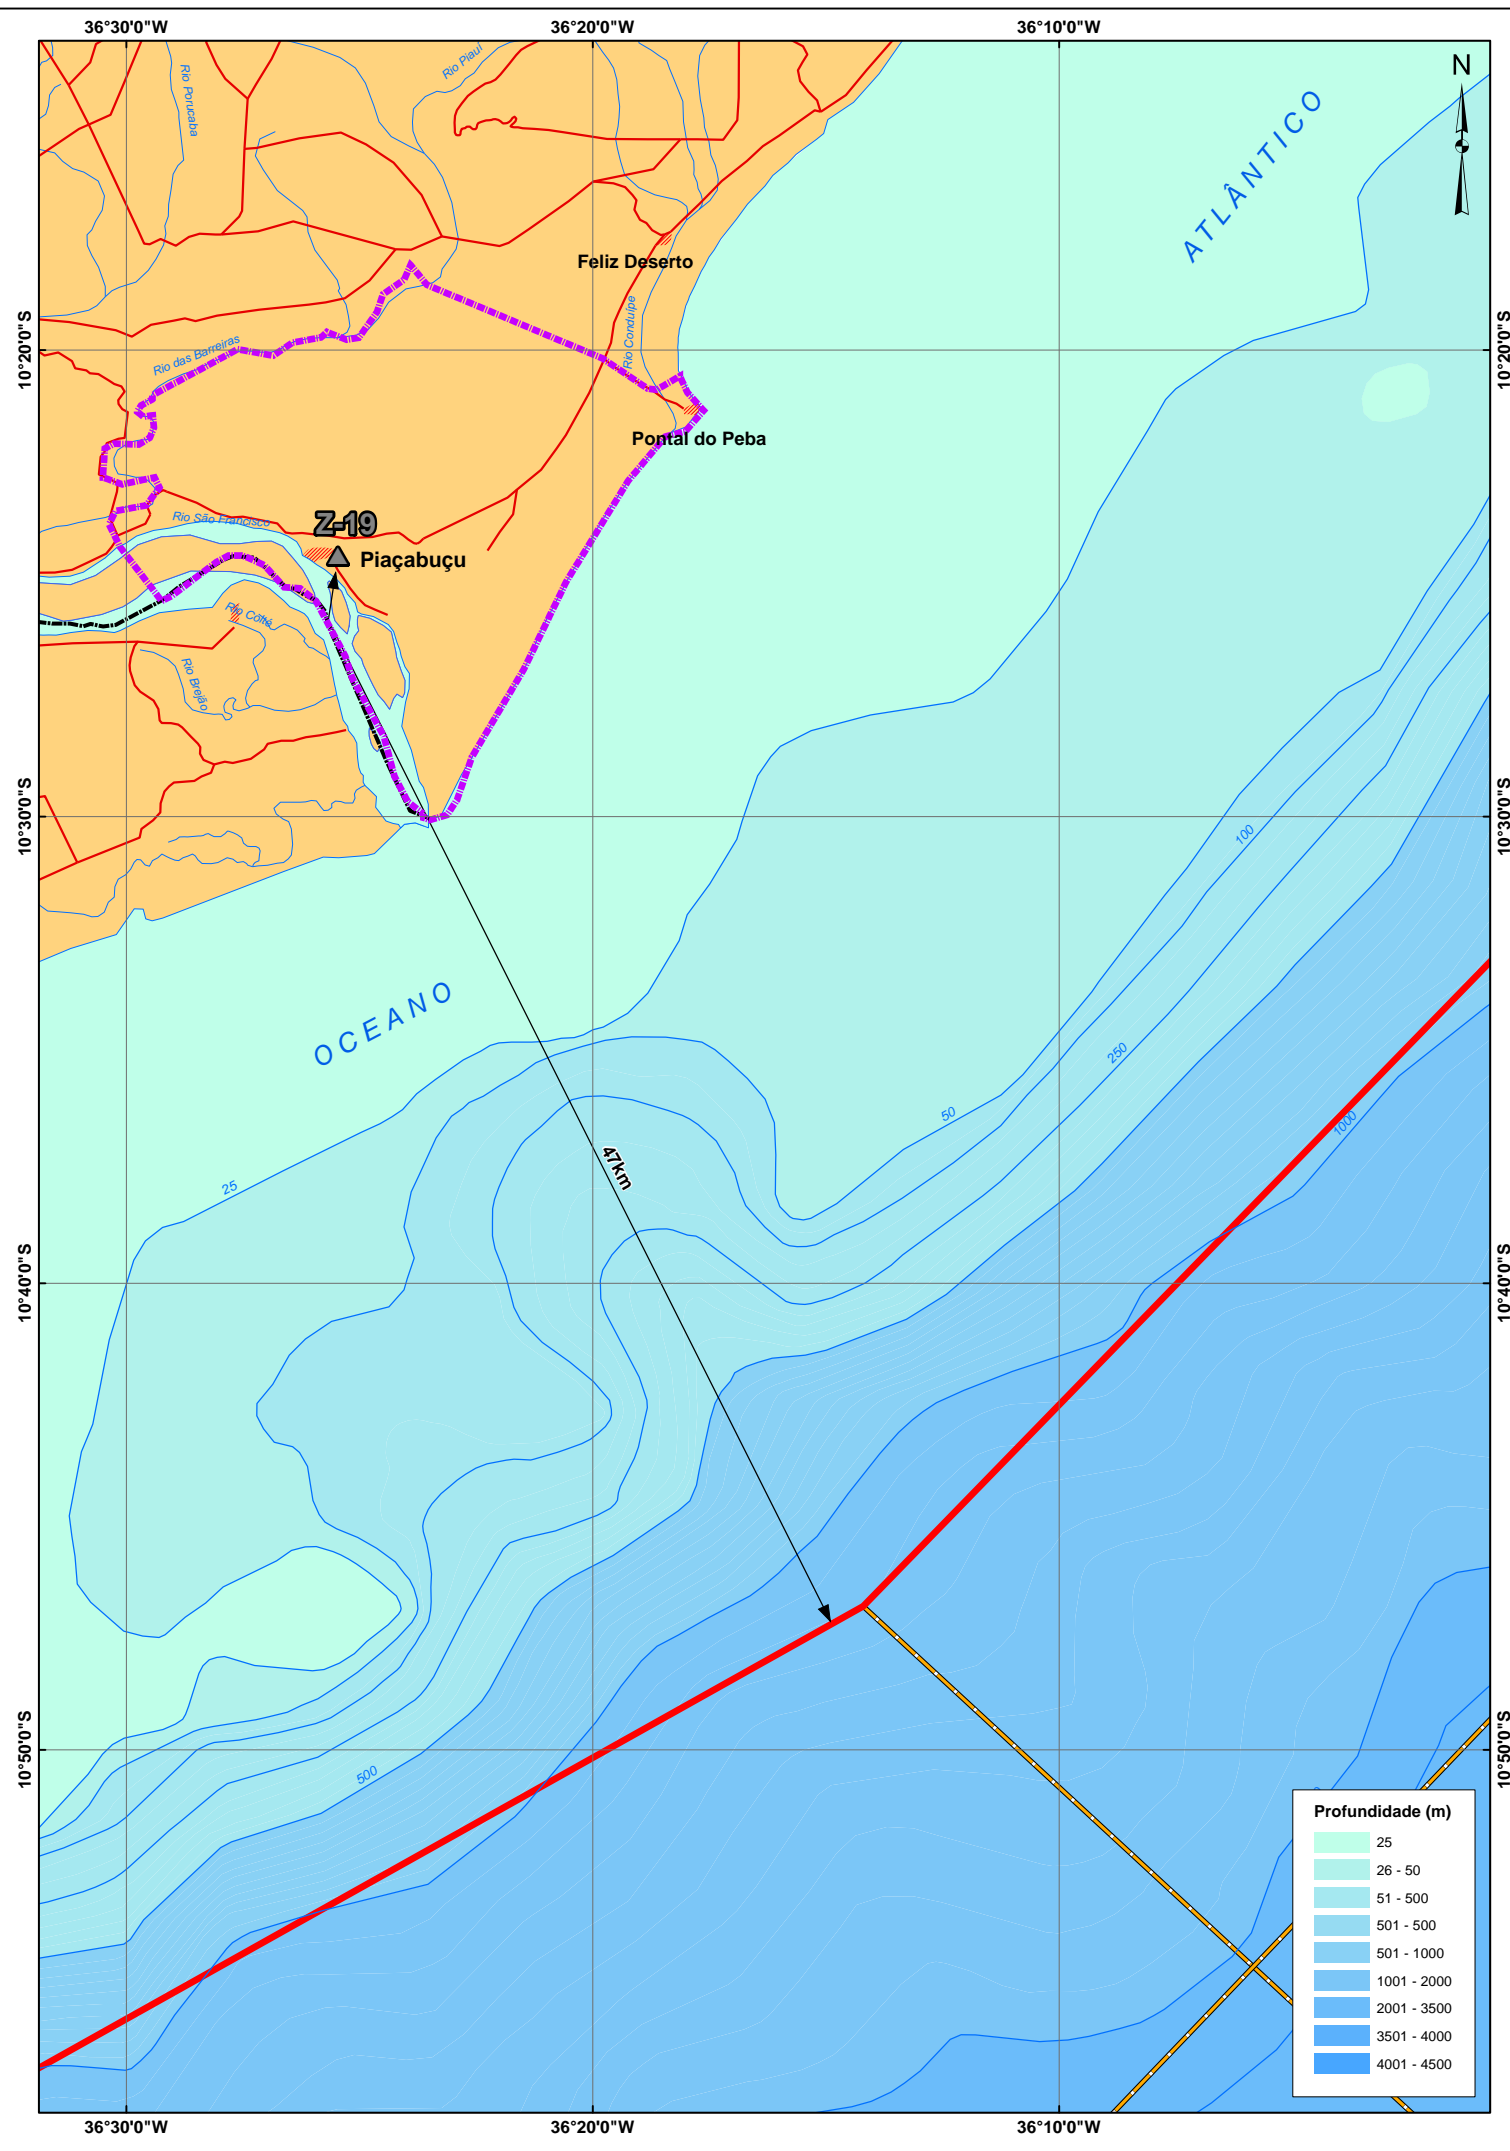 36°30'0"W
36°20'0"W
36°10'0"W
N
ATLÂNTICO
Rio Piauí
Rio Porucaba
Feliz Deserto
Rio Conduípe
10°20'0"S
10°20'0"S
Rio das Barreiras
Pontal do Peba
Rio São Francisco
Z-19
Piaçabuçu
Rio Cotté
Rio Brejão
10°30'0"S
10°30'0"S
100
OCEANO
250
50
1000
47km
25
10°40'0"S
10°40'0"S
10°50'0"S
10°50'0"S
500
Profundidade (m)
25
26 - 50
51 - 500
501 - 500
501 - 1000
1001 - 2000
2001 - 3500
3501 - 4000
4001 - 4500
36°30'0"W
36°20'0"W
36°10'0"W